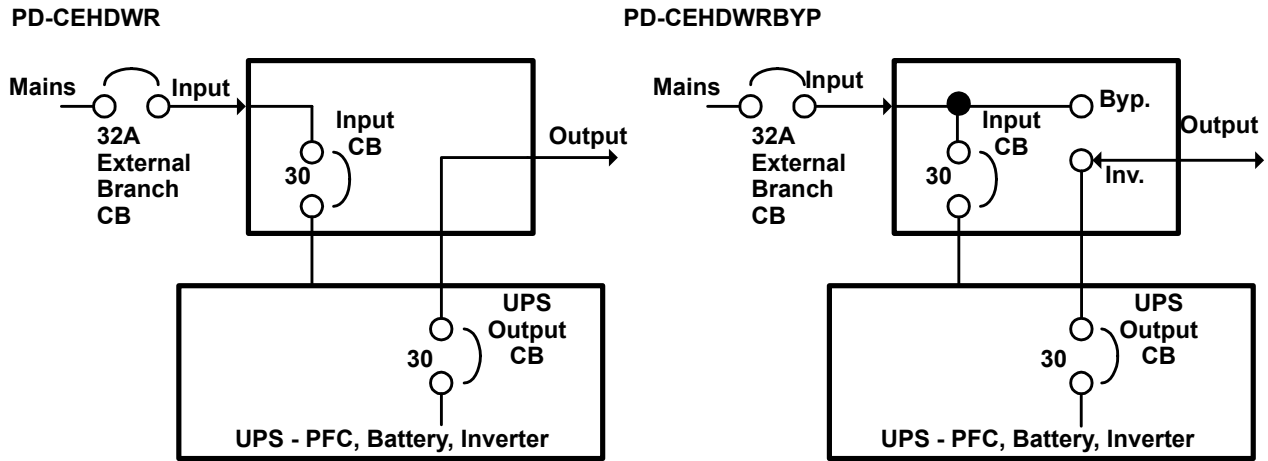 PD-CEHDWR
Mains
Input
32A
External
Branch
CB
Input
CB
30
Output
UPS
Output
CB
30
UPS - PFC, Battery, Inverter
PD-CEHDWRBYP
Mains
Input
32A
External
Branch
CB
Input
CB
30
Byp.
Inv.
Output
UPS
Output
CB
30
UPS - PFC, Battery, Inverter